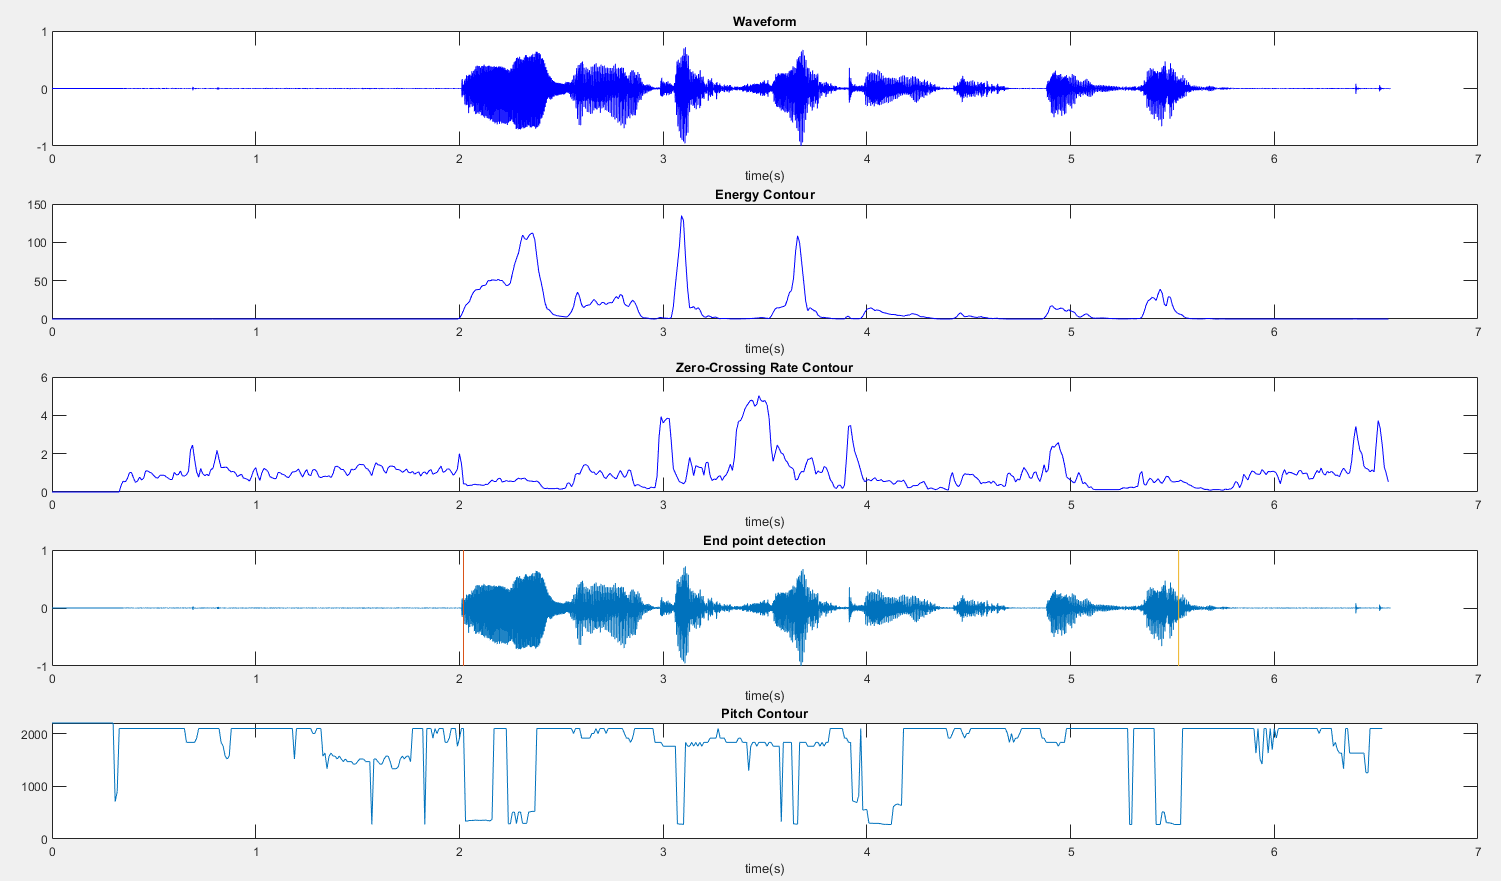 Waveform
1
0
-1
0 1 2 3 4 5 6 7
time(s)
Energy Contour
150
100
50
0
0 1 2 3 4 5 6 7
time(s)
Zero-Crossing Rate Contour
6
4
2
0
0 1 2 3 4 5 6 7
time(s)
End point detection
1
0
-1
0 1 2 3 4 5 6 7
time(s)
Pitch Contour
2000
1000
0
0 1 2 3 4 5 6 7
time(s)